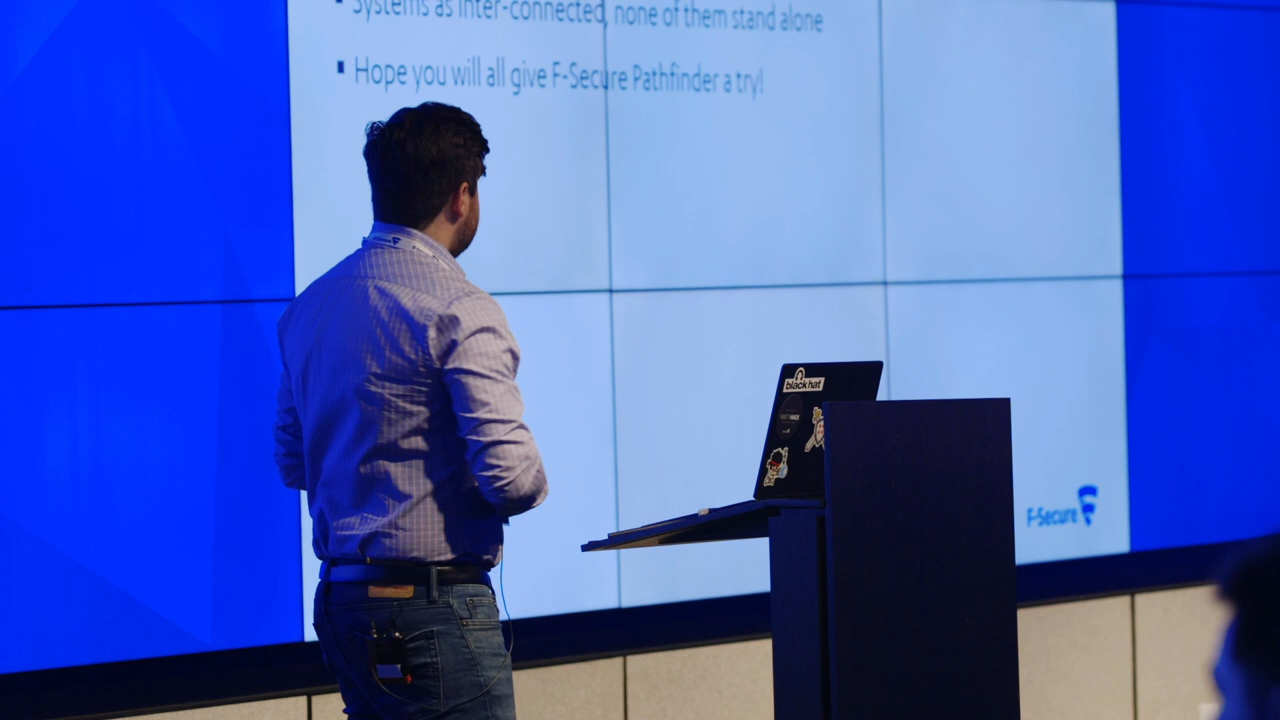 Systems as inter-connected, none of them stand alone
Hope you will all give F-Secure Pathfinder a try!
black hat
F-Secure